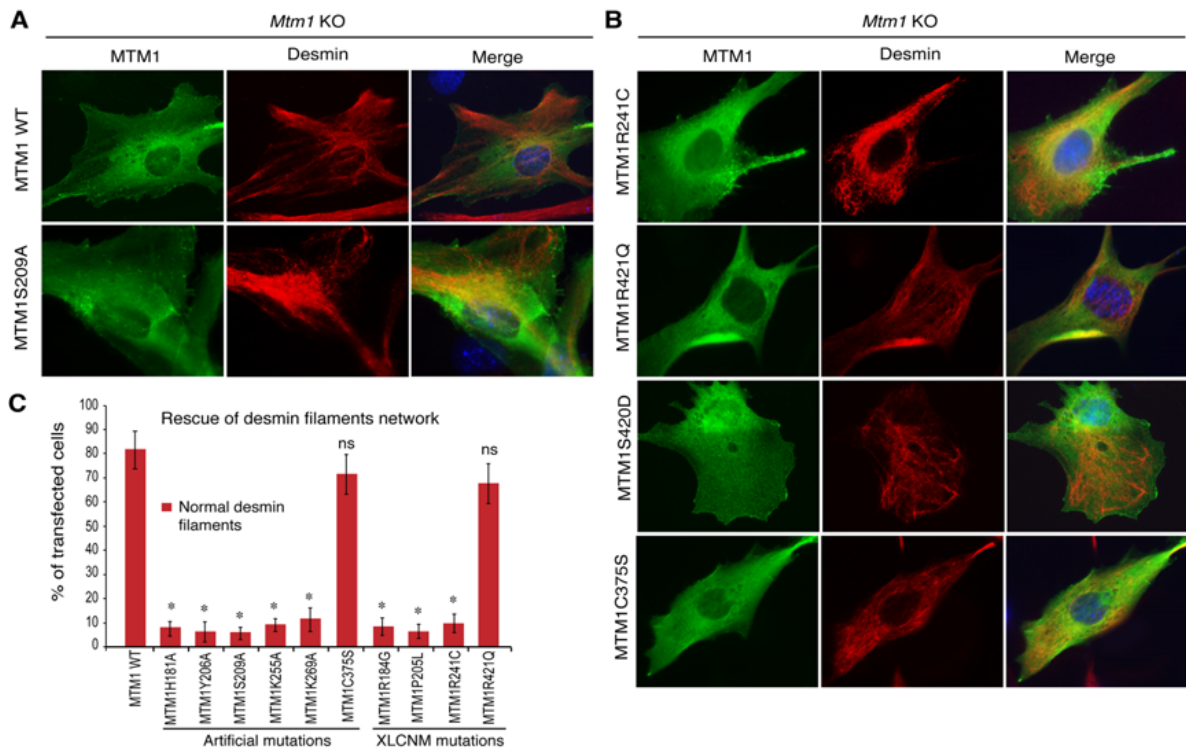 A
Mtm1 KO
MTM1
Desmin
Merge
MTM1 WT
MTM1S209A
B
Mtm1 KO
MTM1
Desmin
Merge
MTM1R241C
MTM1R421Q
MTM1S420D
MTM1C375S
C
Rescue of desmin filaments network
Normal desmin
filaments
% of transfected cells
100
90
80
70
60
50
40
30
20
10
0
*
*
*
*
*
ns
*
*
*
ns
MTM1 WT
MTM1H181A
MTM1Y206A
MTM1S209A
MTM1K255A
MTM1K269A
MTM1C375S
MTM1R184G
MTM1P205L
MTM1R241C
MTM1R421Q
Artificial mutations
XLCNM mutations